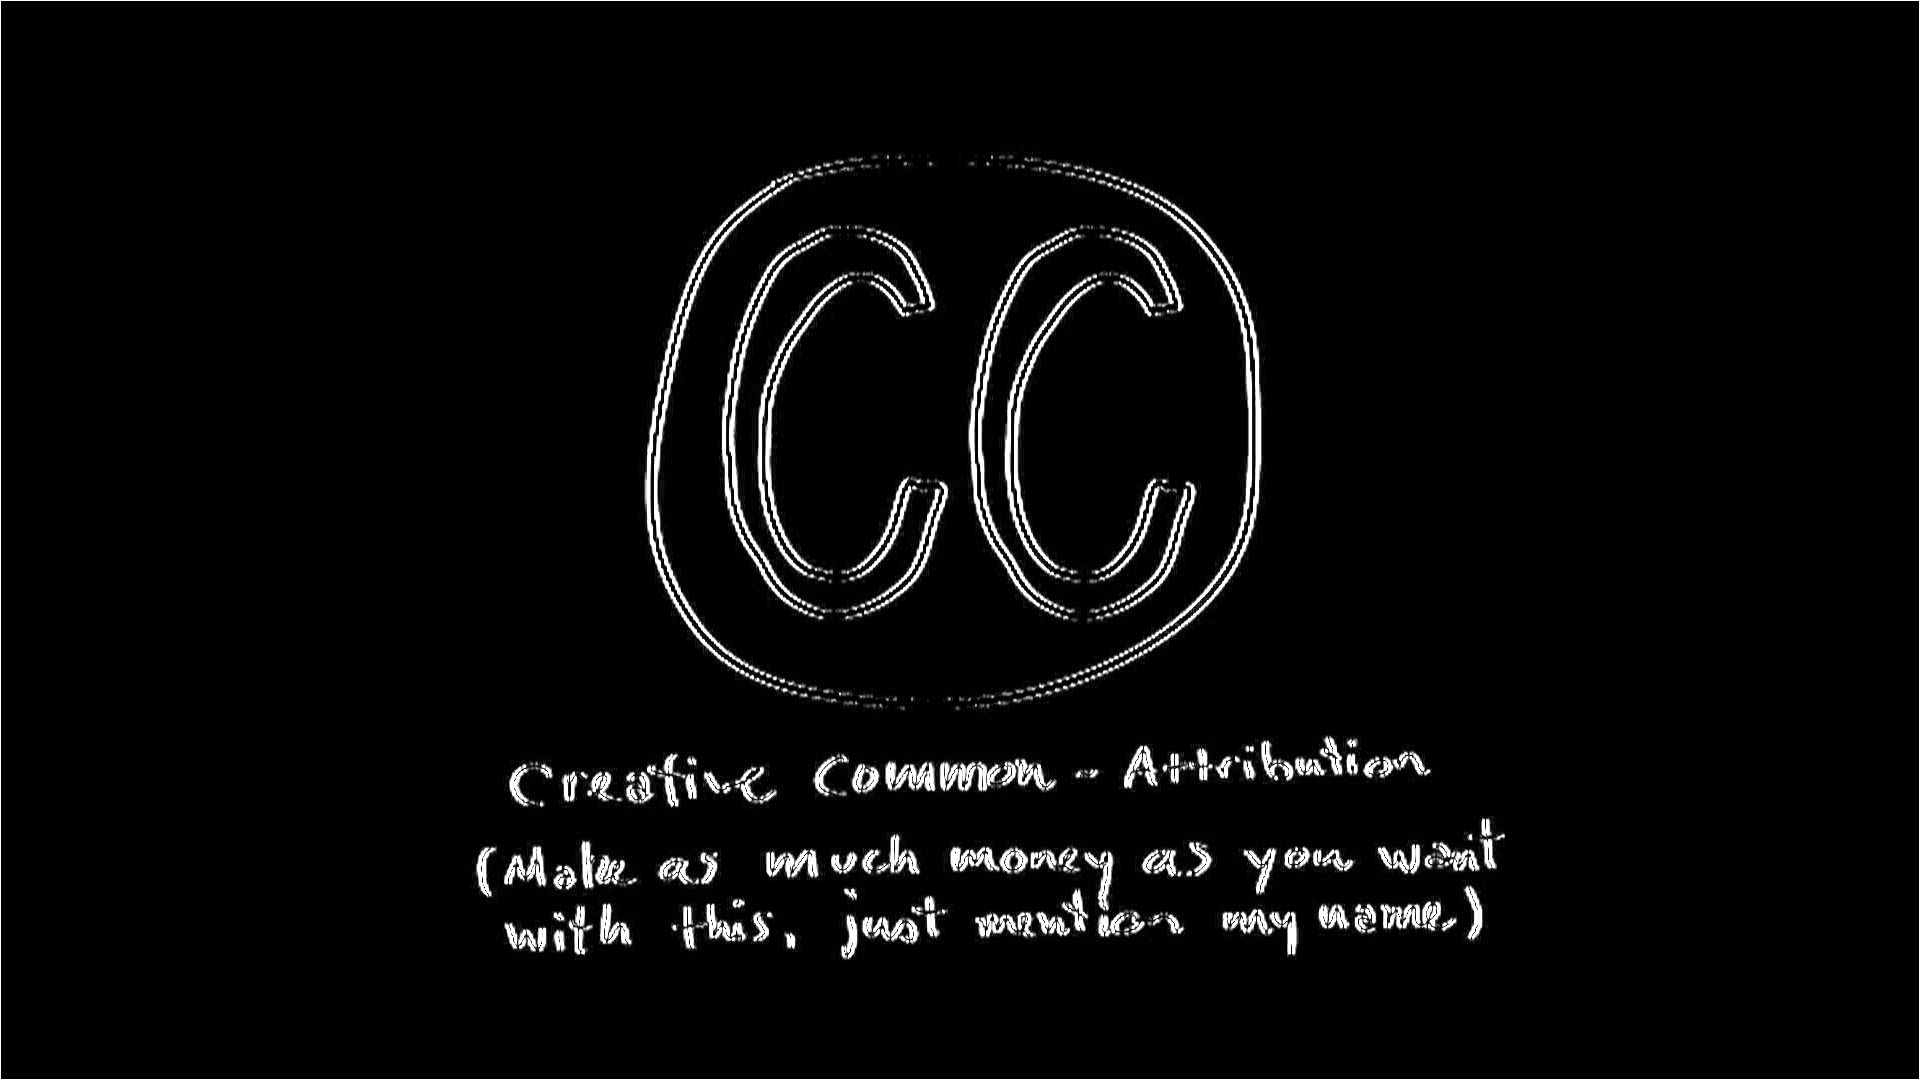 CC
Creative Common - Attribution
(Make as much money as you want
with this, just mention my name)